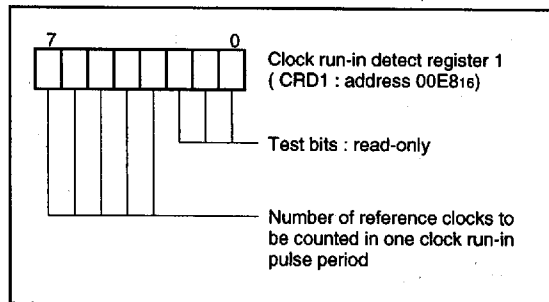 7 0
Clock run-in detect register 1
( CRD1 : address 00E816)
Test bits : read-only
Number of reference clocks to
be counted in one clock run-in
pulse period